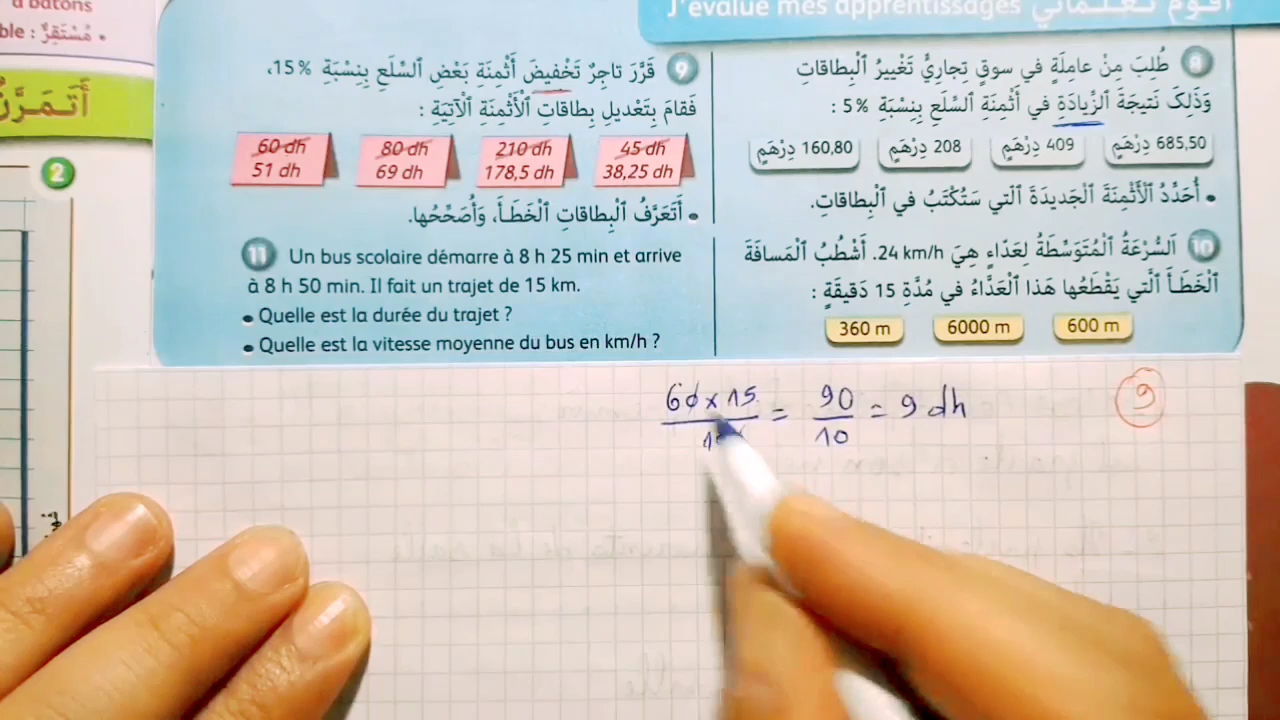 à bâtons
ble : مُسْتَقِرٌّ •
أَتَمَرَّنُ
2
J'évalue mes apprentissages أُقَوِّمُ تَعَلُّماتي
8 طُلِبَ مِنْ عامِلَةٍ في سوقٍ تِجارِيٍّ تَغْييرُ ٱلْبِطاقاتِ
وَذَلِكَ نَتيجَةَ ٱلزِّيادَةِ في أَثْمِنَةِ ٱلسِّلَعِ بِنِسْبَةِ 5% :
685,50 دِرْهَمٍ
409 دِرْهَمٍ
208 دِرْهَمٍ
160,80 دِرْهَمٍ
• أُحَدِّدُ ٱلْأَثْمِنَةَ ٱلْجَديدَةَ ٱلَّتي سَتُكْتَبُ في ٱلْبِطاقاتِ.
9 قَرَّرَ تاجِرٌ تَخْفيضَ أَثْمِنَةِ بَعْضِ ٱلسِّلَعِ بِنِسْبَةِ 15%،
فَقامَ بِتَعْديلِ بِطاقاتِ ٱلْأَثْمِنَةِ ٱلْآتِيَةِ :
45 dh
38,25 dh
210 dh
178,5 dh
80 dh
69 dh
60 dh
51 dh
• أَتَعَرَّفُ ٱلْبِطاقاتِ ٱلْخَطَأَ، وَأُصَحِّحُها.
10 اَلسُّرْعَةُ ٱلْمُتَوَسِّطَةُ لِعَدّاءٍ هِيَ 24 km/h. أَشْطُبُ ٱلْمَسافَةَ
ٱلْخَطَأَ ٱلَّتي يَقْطَعُها هَذا ٱلْعَدّاءُ في مُدَّةِ 15 دَقيقَةٍ :
600 m
6000 m
360 m
11 Un bus scolaire démarre à 8 h 25 min et arrive
à 8 h 50 min. Il fait un trajet de 15 km.
• Quelle est la durée du trajet ?
• Quelle est la vitesse moyenne du bus en km/h ?
9
60 x 15 = 90 = 9 dh
10